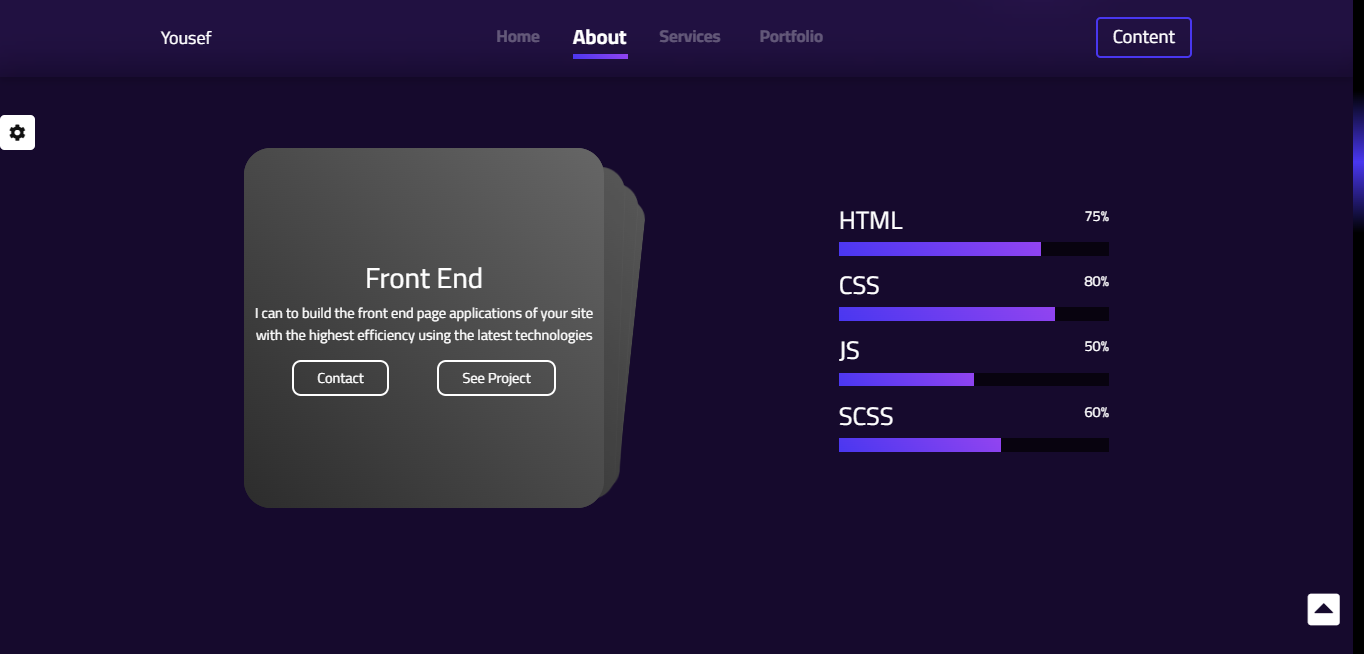 Yousef
Home
About
Services
Portfolio
Content
Front End
I can to build the front end page applications of your site
with the highest efficiency using the latest technologies
Contact
See Project
HTML
75%
CSS
80%
JS
50%
SCSS
60%